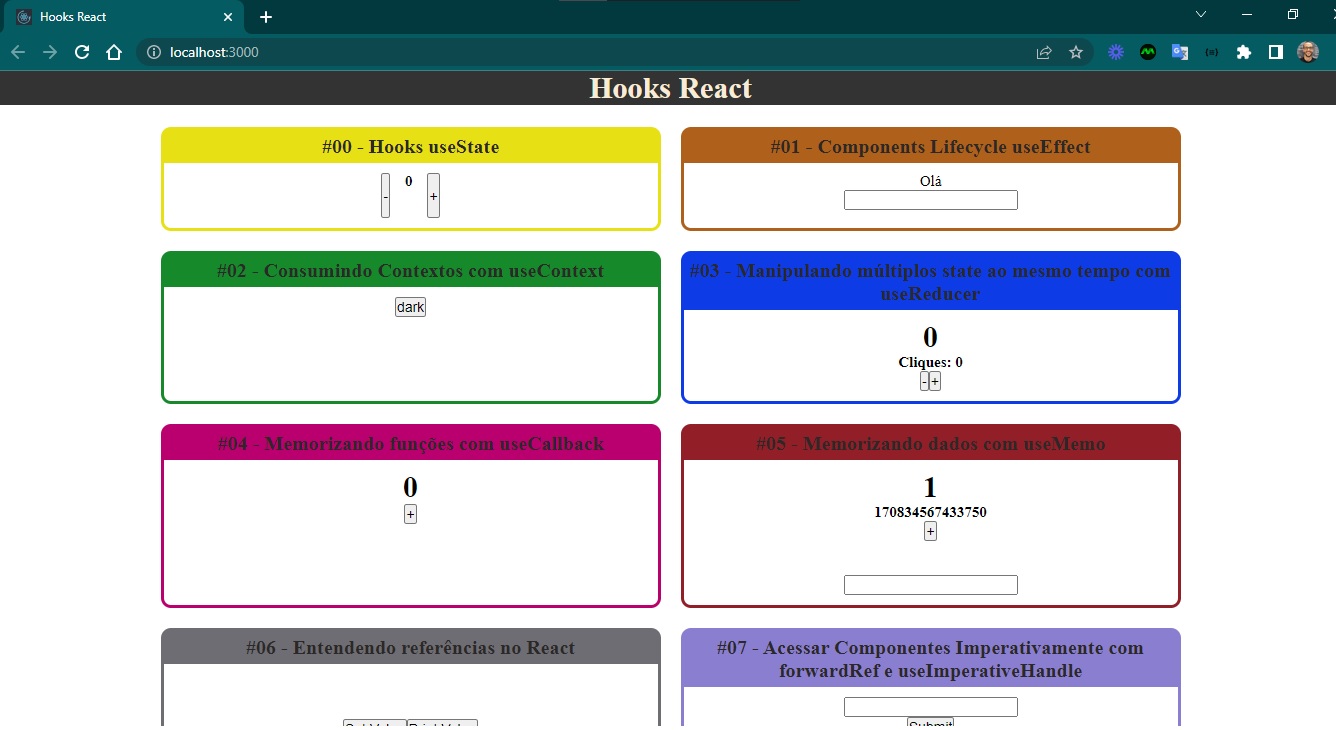 Hooks React
localhost:3000
Hooks React
#00 - Hooks useState
- 0 +
#01 - Components Lifecycle useEffect
Olá
#02 - Consumindo Contextos com useContext
dark
#03 - Manipulando múltiplos state ao mesmo tempo com
useReducer
0
Cliques: 0
-+
#04 - Memorizando funções com useCallback
0
+
#05 - Memorizando dados com useMemo
1
170834567433750
+
#06 - Entendendo referências no React
#07 - Acessar Componentes Imperativamente com
forwardRef e useImperativeHandle
Submit